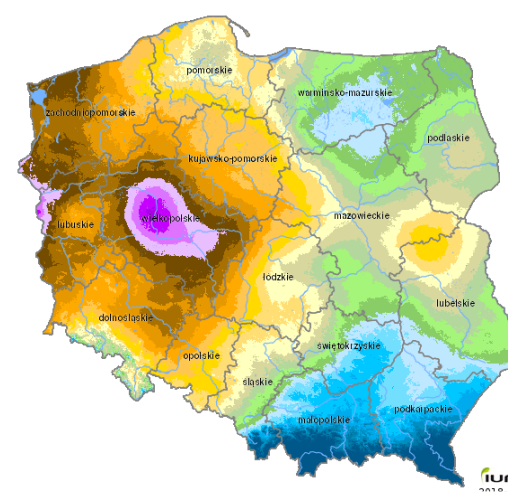 pomorskie
warmińsko-mazurskie
zachodniopomorskie
podlaskie
kujawsko-pomorskie
wielkopolskie
mazowieckie
lubuskie
łódzkie
lubelskie
dolnośląskie
świętokrzyskie
opolskie
śląskie
podkarpackie
małopolskie